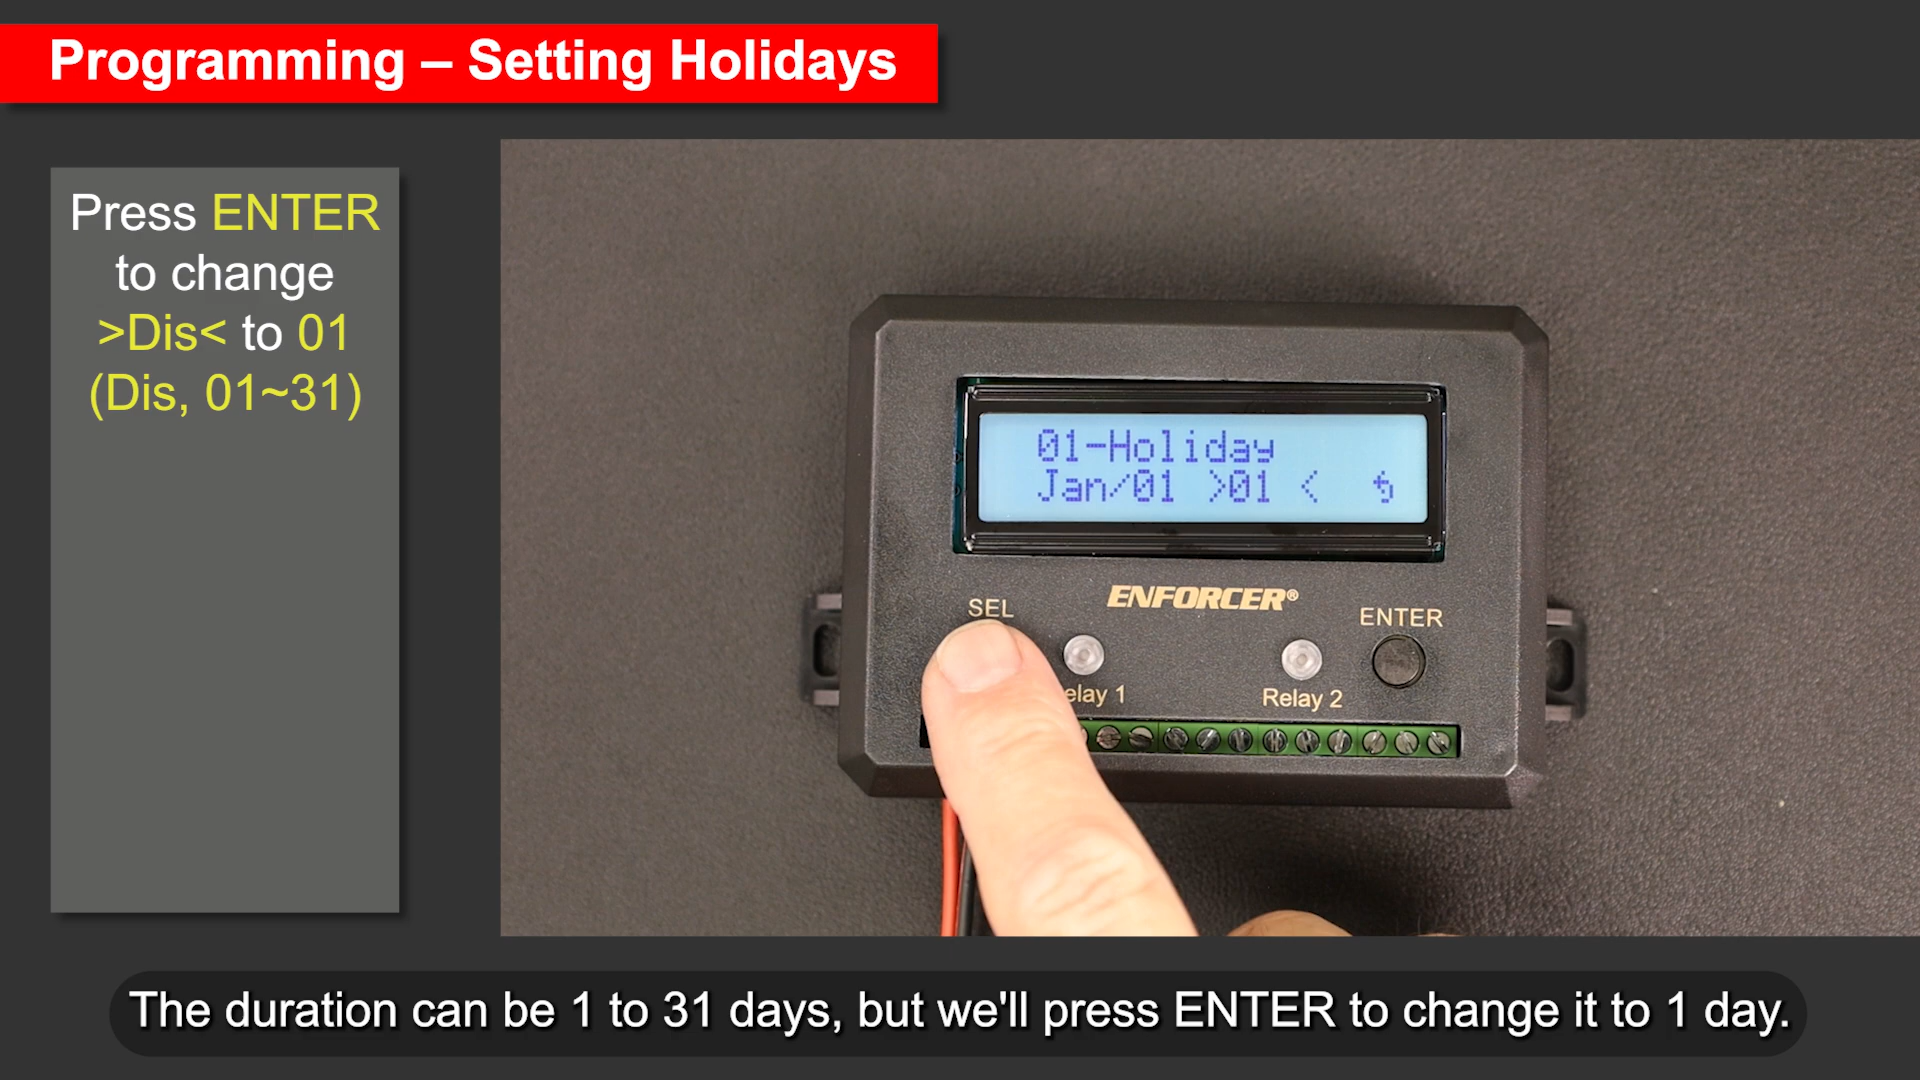 Programming – Setting Holidays
Press ENTER
to change
>Dis< to 01
(Dis, 01~31)
01-Holiday
Jan/01 >01 <
ENFORCER®
SEL
ENTER
elay 1
Relay 2
The duration can be 1 to 31 days, but we'll press ENTER to change it to 1 day.